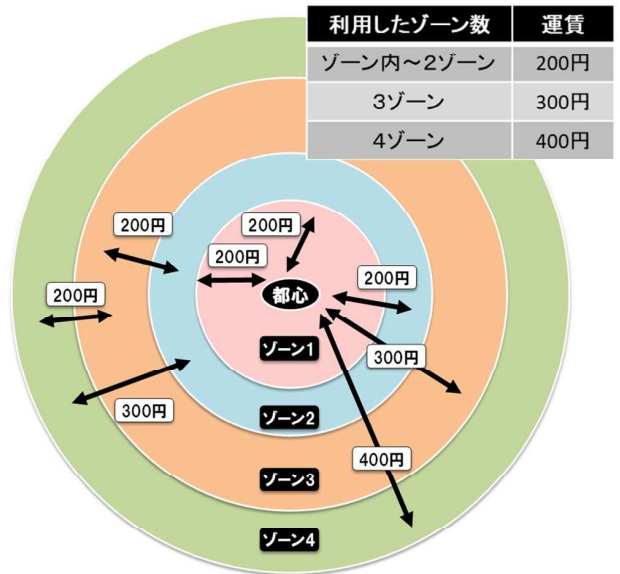 利用したゾーン数 運賃
ゾーン内～2ゾーン 200円
3ゾーン 300円
4ゾーン 400円
200円
200円
200円
200円
200円
都心
300円
ゾーン1
300円
ゾーン2
400円
ゾーン3
ゾーン4